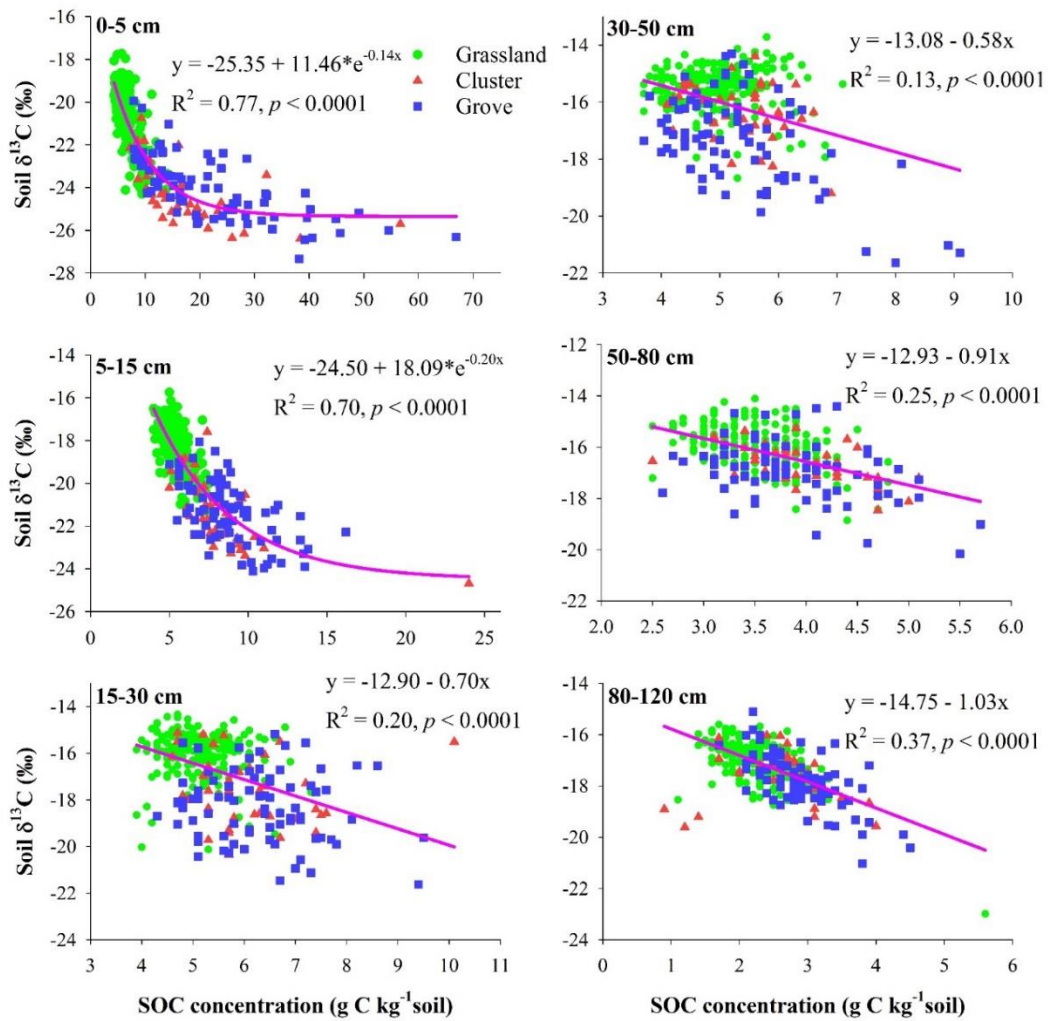 0-5 cm
y = -25.35 + 11.46*e^-0.14x
R² = 0.77, p < 0.0001
Grassland
Cluster
Grove
Soil δ¹³C (‰)
-16
-18
-20
-22
-24
-26
-28
0 10 20 30 40 50 60 70
30-50 cm
y = -13.08 - 0.58x
R² = 0.13, p < 0.0001
-14
-16
-18
-20
-22
3 4 5 6 7 8 9 10
5-15 cm
y = -24.50 + 18.09*e^-0.20x
R² = 0.70, p < 0.0001
Soil δ¹³C (‰)
-14
-16
-18
-20
-22
-24
-26
0 5 10 15 20 25
50-80 cm
y = -12.93 - 0.91x
R² = 0.25, p < 0.0001
-12
-14
-16
-18
-20
-22
2.0 2.5 3.0 3.5 4.0 4.5 5.0 5.5 6.0
15-30 cm
y = -12.90 - 0.70x
R² = 0.20, p < 0.0001
Soil δ¹³C (‰)
-14
-16
-18
-20
-22
-24
3 4 5 6 7 8 9 10 11
SOC concentration (g C kg⁻¹soil)
80-120 cm
y = -14.75 - 1.03x
R² = 0.37, p < 0.0001
-14
-16
-18
-20
-22
-24
0 1 2 3 4 5 6
SOC concentration (g C kg⁻¹soil)